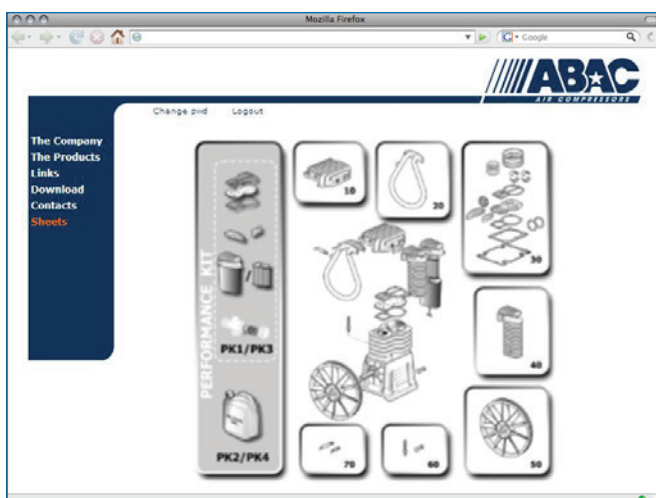 Mozilla Firefox
Google
ABAC
AIR COMPRESSORS
Change pwd Logout
The Company
The Products
Links
Download
Contacts
Sheets
PERFORMANCE KIT
PK1/PK3
PK2/PK4
10
20
30
40
50
60
70